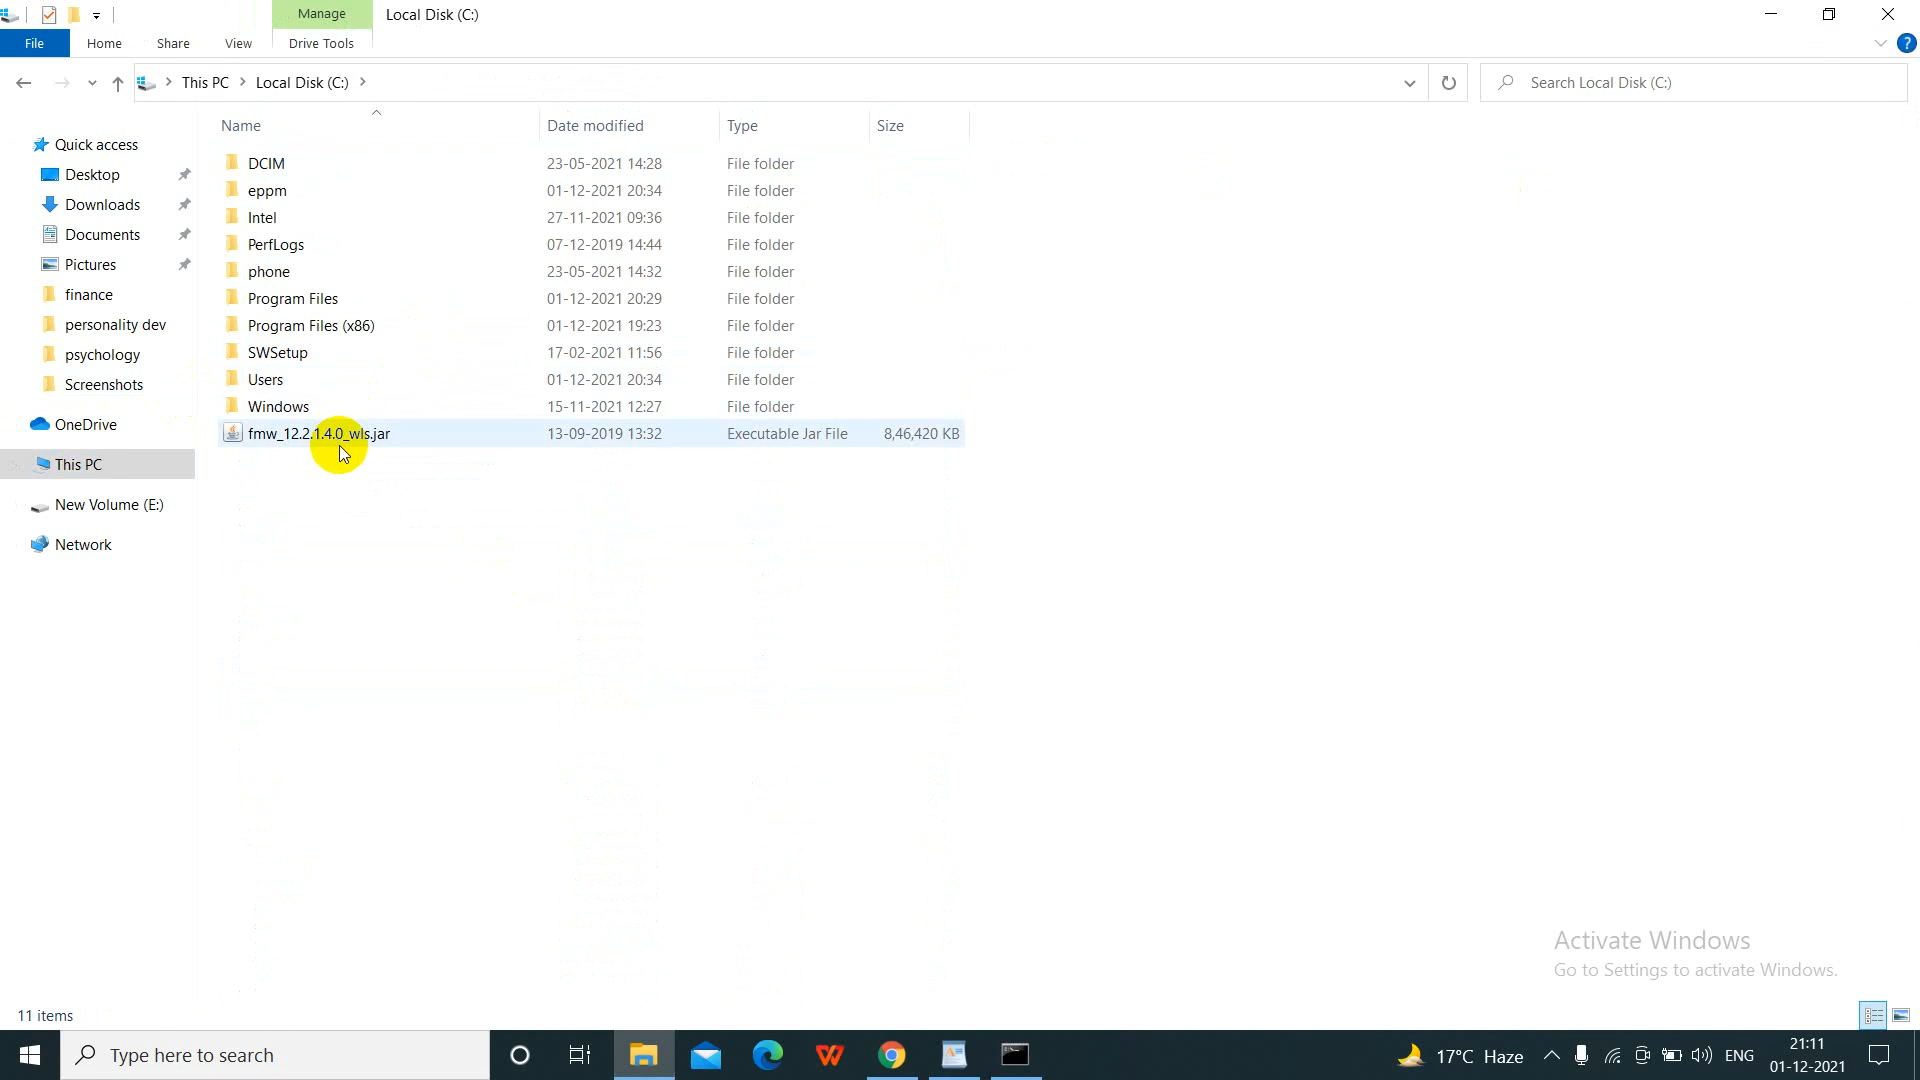 Manage
Local Disk (C:)
File
Home
Share
View
Drive Tools
This PC
Local Disk (C:)
Search Local Disk (C:)
Name
Date modified
Type
Size
Quick access
Desktop
Downloads
Documents
Pictures
finance
personality dev
psychology
Screenshots
OneDrive
This PC
New Volume (E:)
Network
DCIM 23-05-2021 14:28 File folder
eppm 01-12-2021 20:34 File folder
Intel 27-11-2021 09:36 File folder
PerfLogs 07-12-2019 14:44 File folder
phone 23-05-2021 14:32 File folder
Program Files 01-12-2021 20:29 File folder
Program Files (x86) 01-12-2021 19:23 File folder
SWSetup 17-02-2021 11:56 File folder
Users 01-12-2021 20:34 File folder
Windows 15-11-2021 12:27 File folder
fmw_12.2.1.4.0_wls.jar 13-09-2019 13:32 Executable Jar File 8,46,420 KB
Activate Windows
Go to Settings to activate Windows.
11 items
Type here to search
17°C Haze
ENG
21:11
01-12-2021